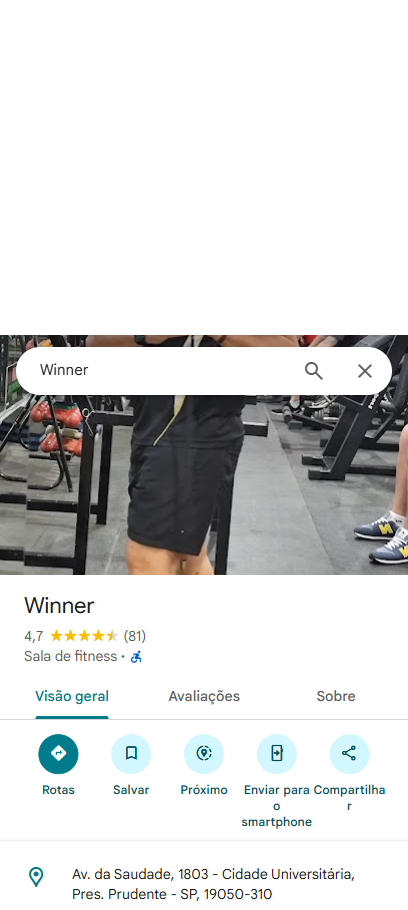 Winner
Winner
4,7 (81)
Sala de fitness •
Visão geral Avaliações Sobre
Rotas Salvar Próximo Enviar para o smartphone Compartilhar
Av. da Saudade, 1803 - Cidade Universitária,
Pres. Prudente - SP, 19050-310